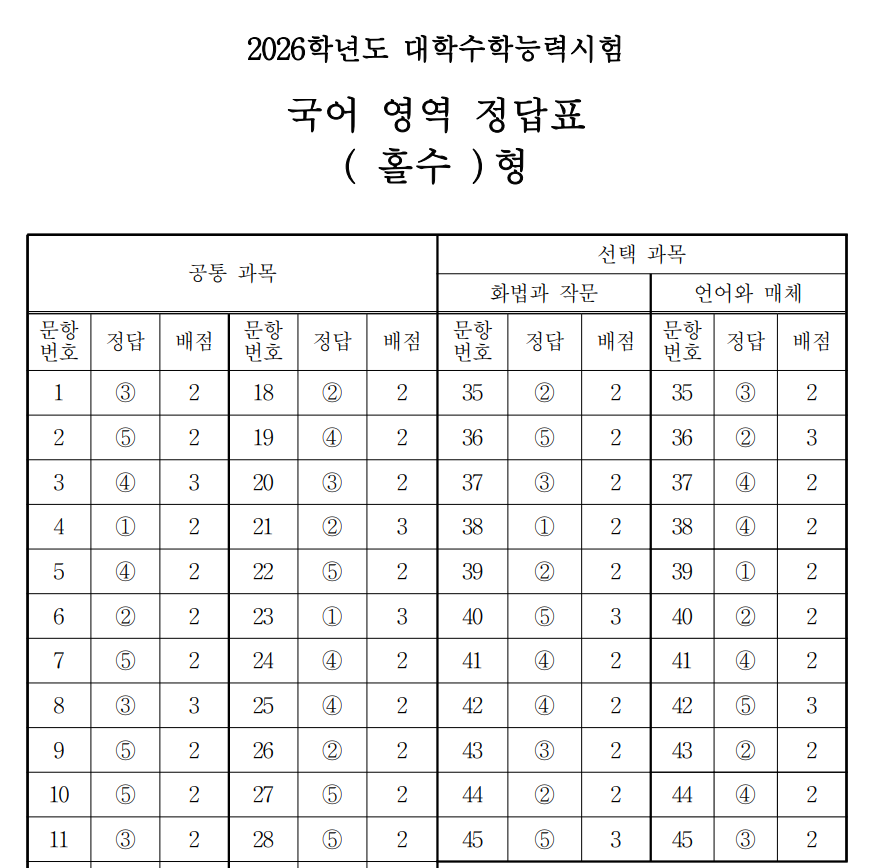 2026학년도 대학수학능력시험
국어 영역 정답표
( 홀수 ) 형
공통 과목 선택 과목
화법과 작문 언어와 매체
문항 번호 정답 배점 문항 번호 정답 배점 문항 번호 정답 배점 문항 번호 정답 배점
1 ③ 2 18 ② 2 35 ② 2 35 ③ 2
2 ⑤ 2 19 ④ 2 36 ⑤ 2 36 ② 3
3 ④ 3 20 ③ 2 37 ③ 2 37 ④ 2
4 ① 2 21 ② 3 38 ① 2 38 ④ 2
5 ④ 2 22 ⑤ 2 39 ② 2 39 ① 2
6 ② 2 23 ① 3 40 ⑤ 3 40 ② 2
7 ⑤ 2 24 ④ 2 41 ④ 2 41 ④ 2
8 ③ 3 25 ④ 2 42 ④ 2 42 ⑤ 3
9 ⑤ 2 26 ② 2 43 ③ 2 43 ② 2
10 ⑤ 2 27 ⑤ 2 44 ② 2 44 ④ 2
11 ③ 2 28 ⑤ 2 45 ⑤ 3 45 ③ 2